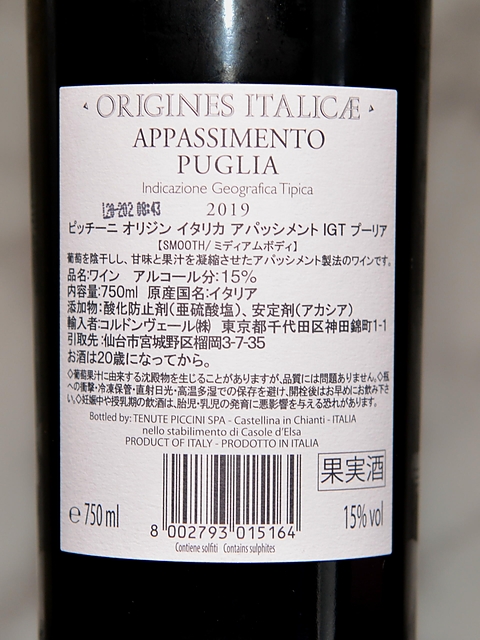 ORIGINES ITALICÆ
APPASSIMENTO
PUGLIA
Indicazione Geografica Tipica
L20-202 08:43
2019
ピッチーニ オリジン イタリカ アパッシメント IGT プーリア
【SMOOTH/ミディアムボディ】
葡萄を陰干しし、甘味と果汁を凝縮させたアパッシメント製法のワインです。
品名:ワイン アルコール分:15%
内容量:750ml 原産国名:イタリア
添加物:酸化防止剤(亜硫酸塩)、安定剤(アカシア)
輸入者:コルドンヴェール㈱ 東京都千代田区神田錦町1-1
引取先:仙台市宮城野区榴岡3-7-35
お酒は20歳になってから。
◇葡萄果汁に由来する沈殿物を生じることがありますが、品質には問題ありません。◇瓶
への衝撃・冷凍保管・直射日光・高温多湿での保存を避け、開栓後はお早めにお飲み下さ
い。◇妊娠中や授乳期の飲酒は、胎児・乳児の発育に悪影響を与える恐れがあります。
Bottled by: TENUTE PICCINI SPA - Castellina in Chianti - ITALIA
nello stabilimento di Casole d'Elsa
PRODUCT OF ITALY - PRODOTTO IN ITALIA
果実酒
e 750 ml
8 002793 015164
15% vol
Contiene solfiti Contains sulphites